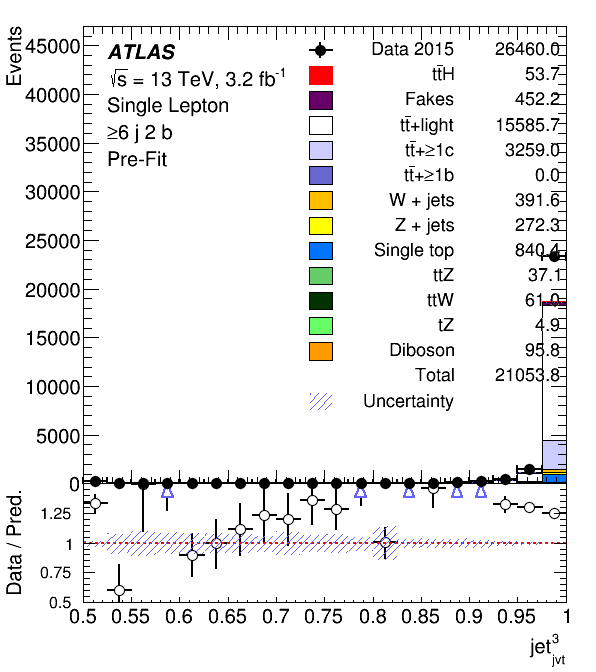 Events
45000
40000
35000
30000
25000
20000
15000
10000
5000
0
ATLAS
√s = 13 TeV, 3.2 fb⁻¹
Single Lepton
≥6 j 2 b
Pre-Fit
Data 2015 26460.0
tt̄H 53.7
Fakes 452.2
tt̄+light 15585.7
tt̄+≥1c 3259.0
tt̄+≥1b 0.0
W + jets 391.6
Z + jets 272.3
Single top 840.4
ttZ 37.1
ttW 61.0
tZ 4.9
Diboson 95.8
Total 21053.8
Uncertainty
Data / Pred.
1.25
1
0.75
0.5
0.5 0.55 0.6 0.65 0.7 0.75 0.8 0.85 0.9 0.95 1
jet³jvt